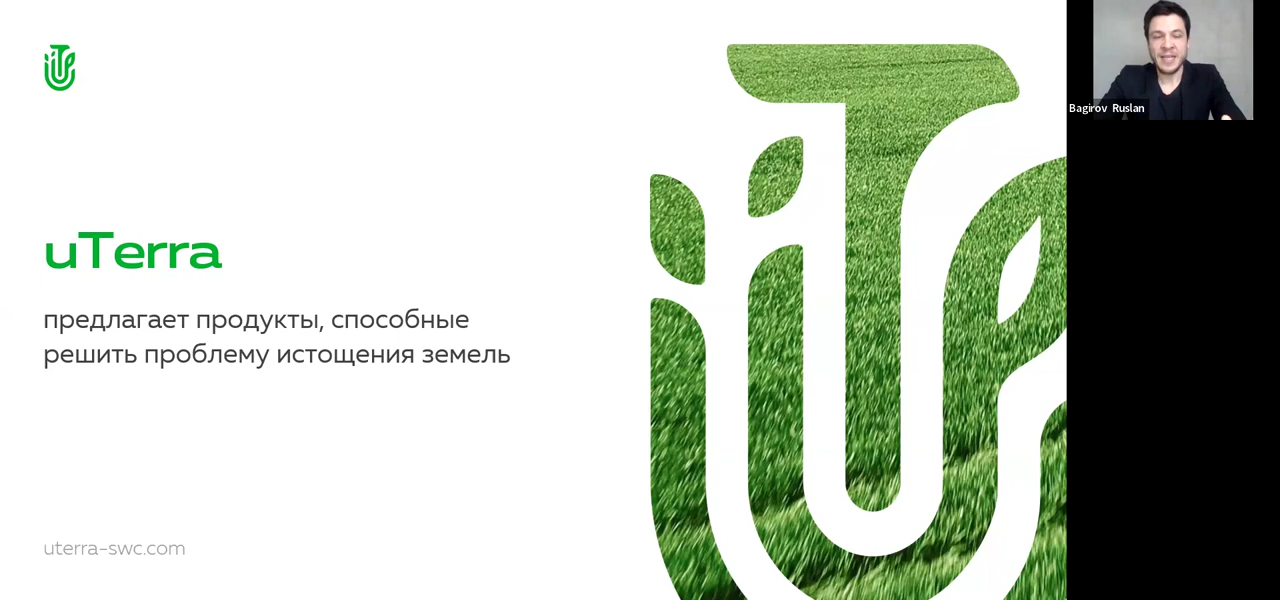 uTerra
предлагает продукты, способные
решить проблему истощения земель
uterra-swc.com
Bagirov Ruslan